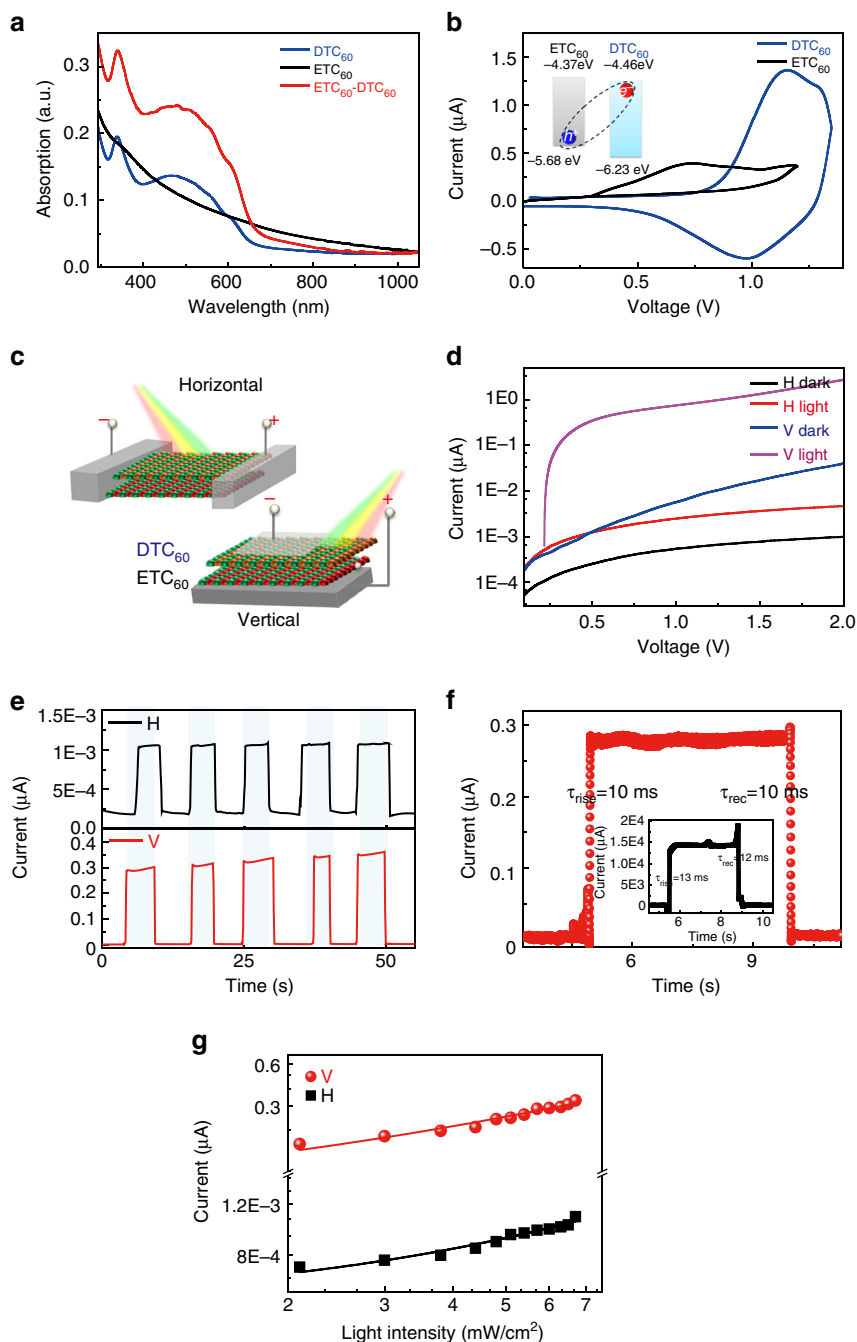 a
0.3
0.2
0.1
0.0
Absorption (a.u.)
DTC60
ETC60
ETC60-DTC60
400
600
800
1000
Wavelength (nm)
b
1.5
1.0
0.5
0.0
−0.5
Current (μA)
ETC60
DTC60
−4.37eV
−4.46eV
e
h
−5.68 eV
−6.23 eV
DTC60
ETC60
0.0
0.5
1.0
Voltage (V)
c
Horizontal
−
+
−
+
DTC60
ETC60
Vertical
d
1E0
1E−1
1E−2
1E−3
1E−4
Current (μA)
H dark
H light
V dark
V light
0.5
1.0
1.5
2.0
Voltage (V)
e
1.5E−3
1E−3
5E−4
0.0
H
0.4
0.3
0.2
0.1
0
V
Current (μA)
0
25
50
Time (s)
f
0.3
0.2
0.1
0
Current (μA)
τrise=10 ms
τrec=10 ms
2E4
1.5E4
1.5E3
0
Current (μA)
τrec=12 ms
τrise=13 ms
6
8
10
Time (s)
6
9
Time (s)
g
0.6
0.3
1.2E−3
8E−4
Current (μA)
V
H
2
3
4
5
6
7
Light intensity (mW/cm²)